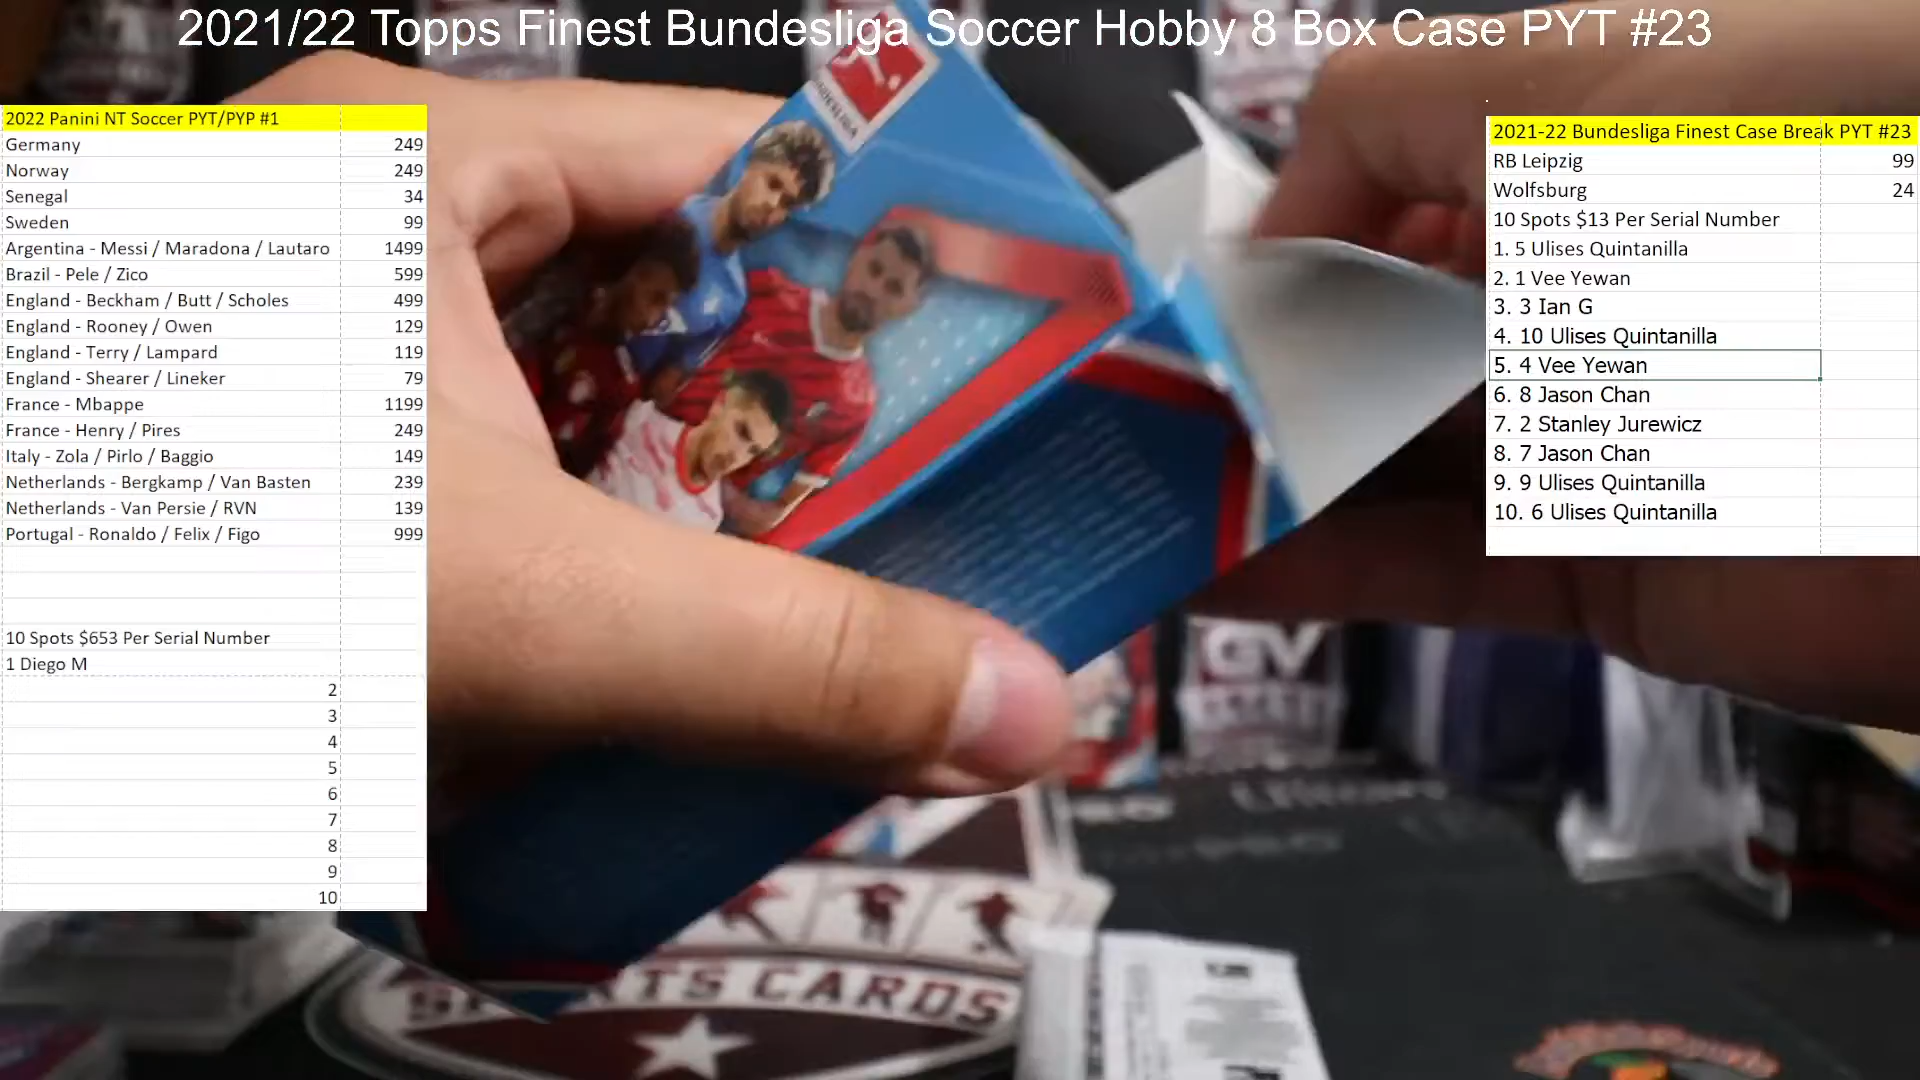 2021/22 Topps Finest Bundesliga Soccer Hobby 8 Box Case PYT #23
2022 Panini NT Soccer PYT/PYP #1
Germany 249
Norway 249
Senegal 34
Sweden 99
Argentina - Messi / Maradona / Lautaro 1499
Brazil - Pele / Zico 599
England - Beckham / Butt / Scholes 499
England - Rooney / Owen 129
England - Terry / Lampard 119
England - Shearer / Lineker 79
France - Mbappe 1199
France - Henry / Pires 249
Italy - Zola / Pirlo / Baggio 149
Netherlands - Bergkamp / Van Basten 239
Netherlands - Van Persie / RVN 139
Portugal - Ronaldo / Felix / Figo 999
10 Spots $653 Per Serial Number
1 Diego M
2
3
4
5
6
7
8
9
10
2021-22 Bundesliga Finest Case Break PYT #23
RB Leipzig 99
Wolfsburg 24
10 Spots $13 Per Serial Number
1. 5 Ulises Quintanilla
2. 1 Vee Yewan
3. 3 Ian G
4. 10 Ulises Quintanilla
5. 4 Vee Yewan
6. 8 Jason Chan
7. 2 Stanley Jurewicz
8. 7 Jason Chan
9. 9 Ulises Quintanilla
10. 6 Ulises Quintanilla
GV
CARDS